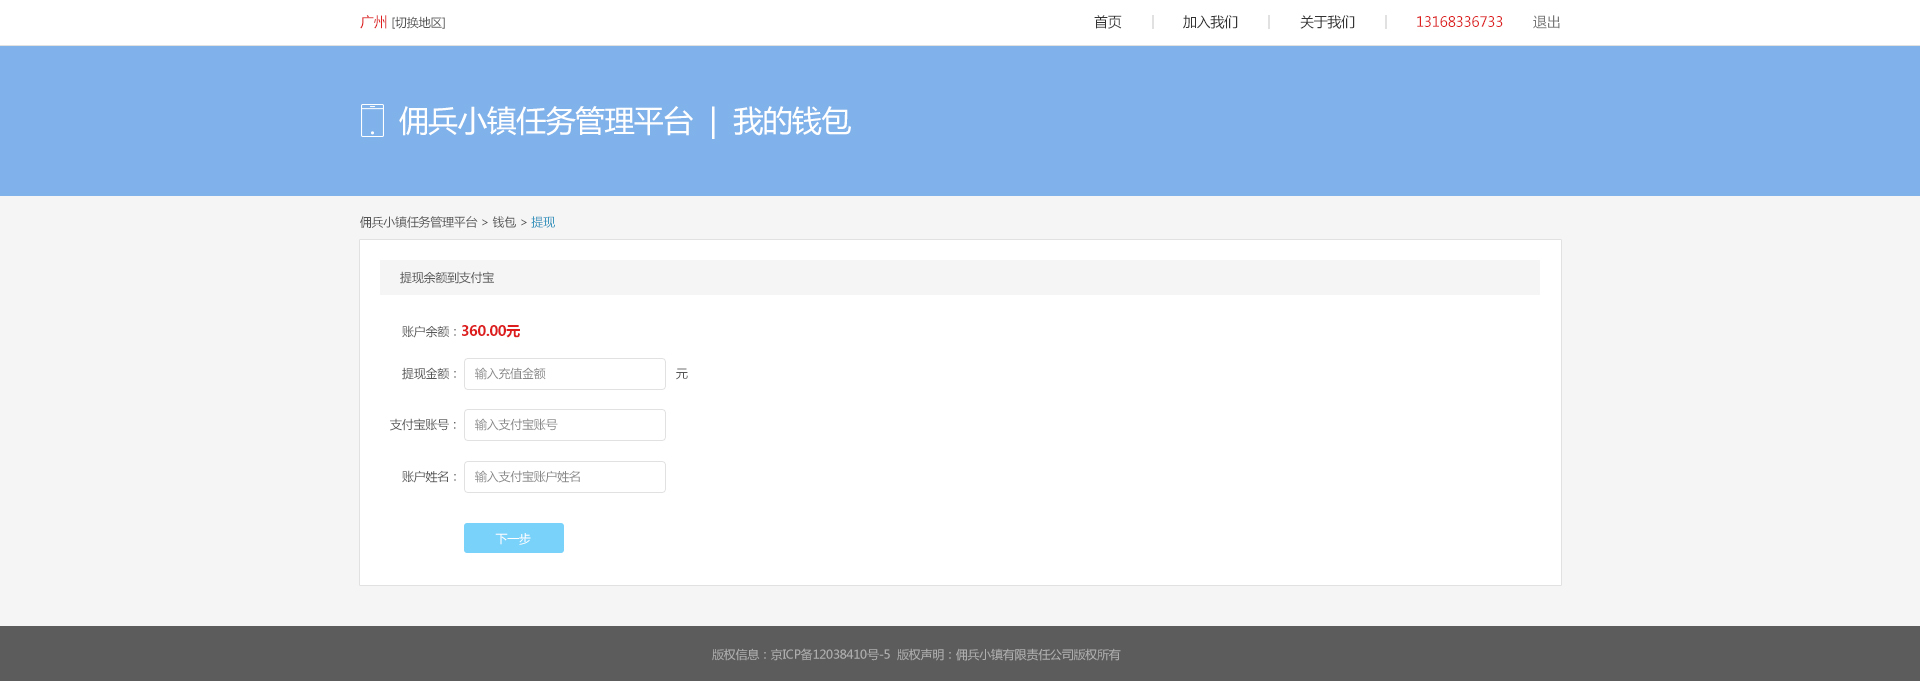 广州 [切换地区] 首页 | 加入我们 | 关于我们 | 13168336733 退出
佣兵小镇任务管理平台 | 我的钱包
佣兵小镇任务管理平台 > 钱包 > 提现
提现余额到支付宝
账户余额：360.00元
提现金额： 输入充值金额 元
支付宝账号： 输入支付宝账号
账户姓名： 输入支付宝账户姓名
下一步
版权信息：京ICP备12038410号-5 版权声明：佣兵小镇有限责任公司版权所有